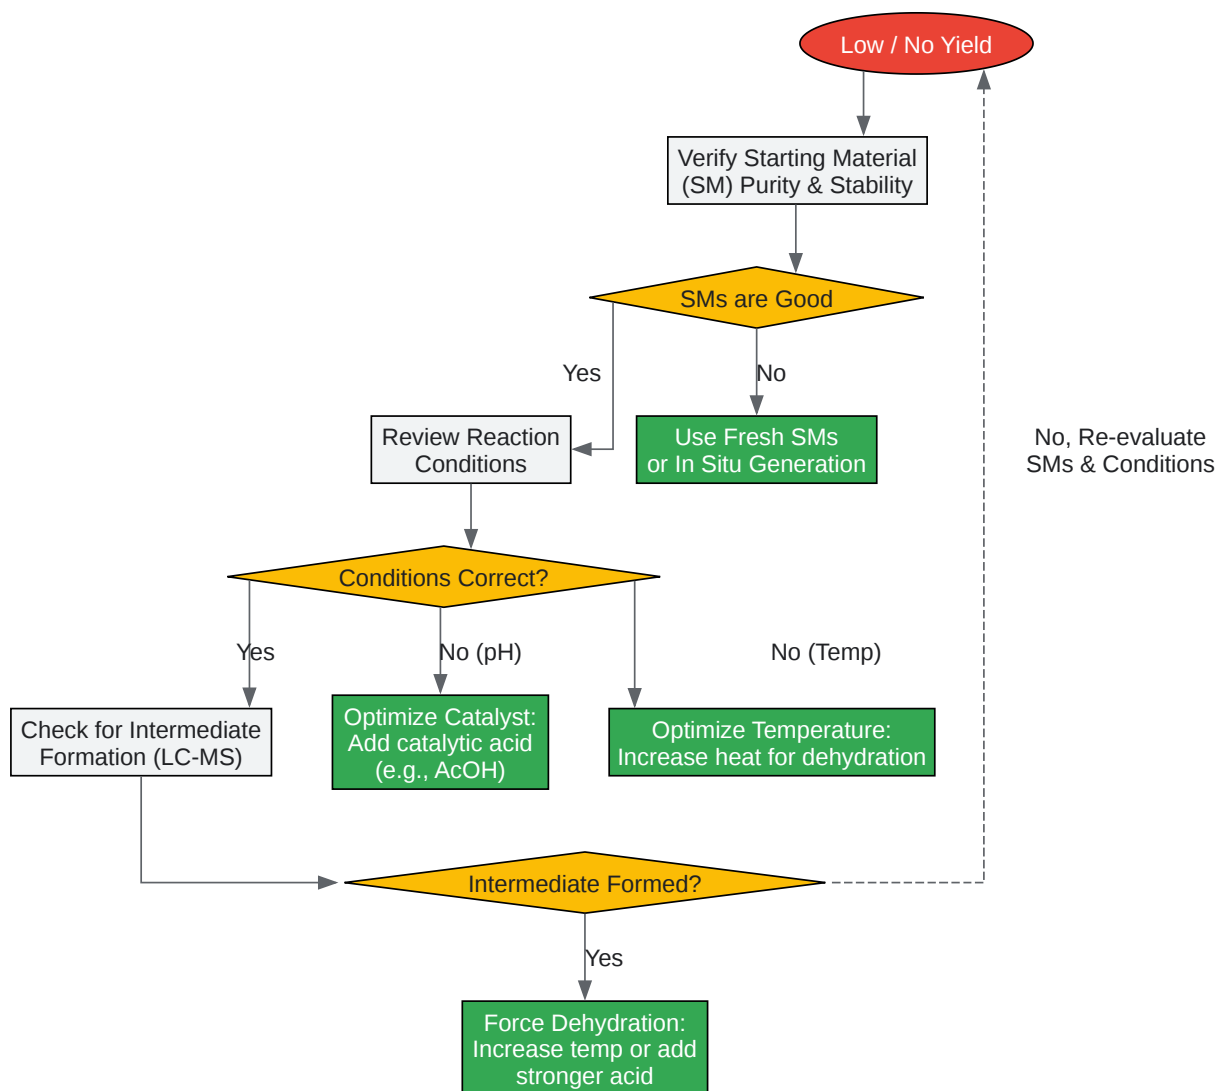 Low / No Yield
Verify Starting Material
(SM) Purity & Stability
SMs are Good
Yes
No
Review Reaction
Conditions
Use Fresh SMs
or In Situ Generation
No, Re-evaluate
SMs & Conditions
Conditions Correct?
Yes
No (pH)
No (Temp)
Check for Intermediate
Formation (LC-MS)
Optimize Catalyst:
Add catalytic acid
(e.g., AcOH)
Optimize Temperature:
Increase heat for dehydration
Intermediate Formed?
Yes
Force Dehydration:
Increase temp or add
stronger acid